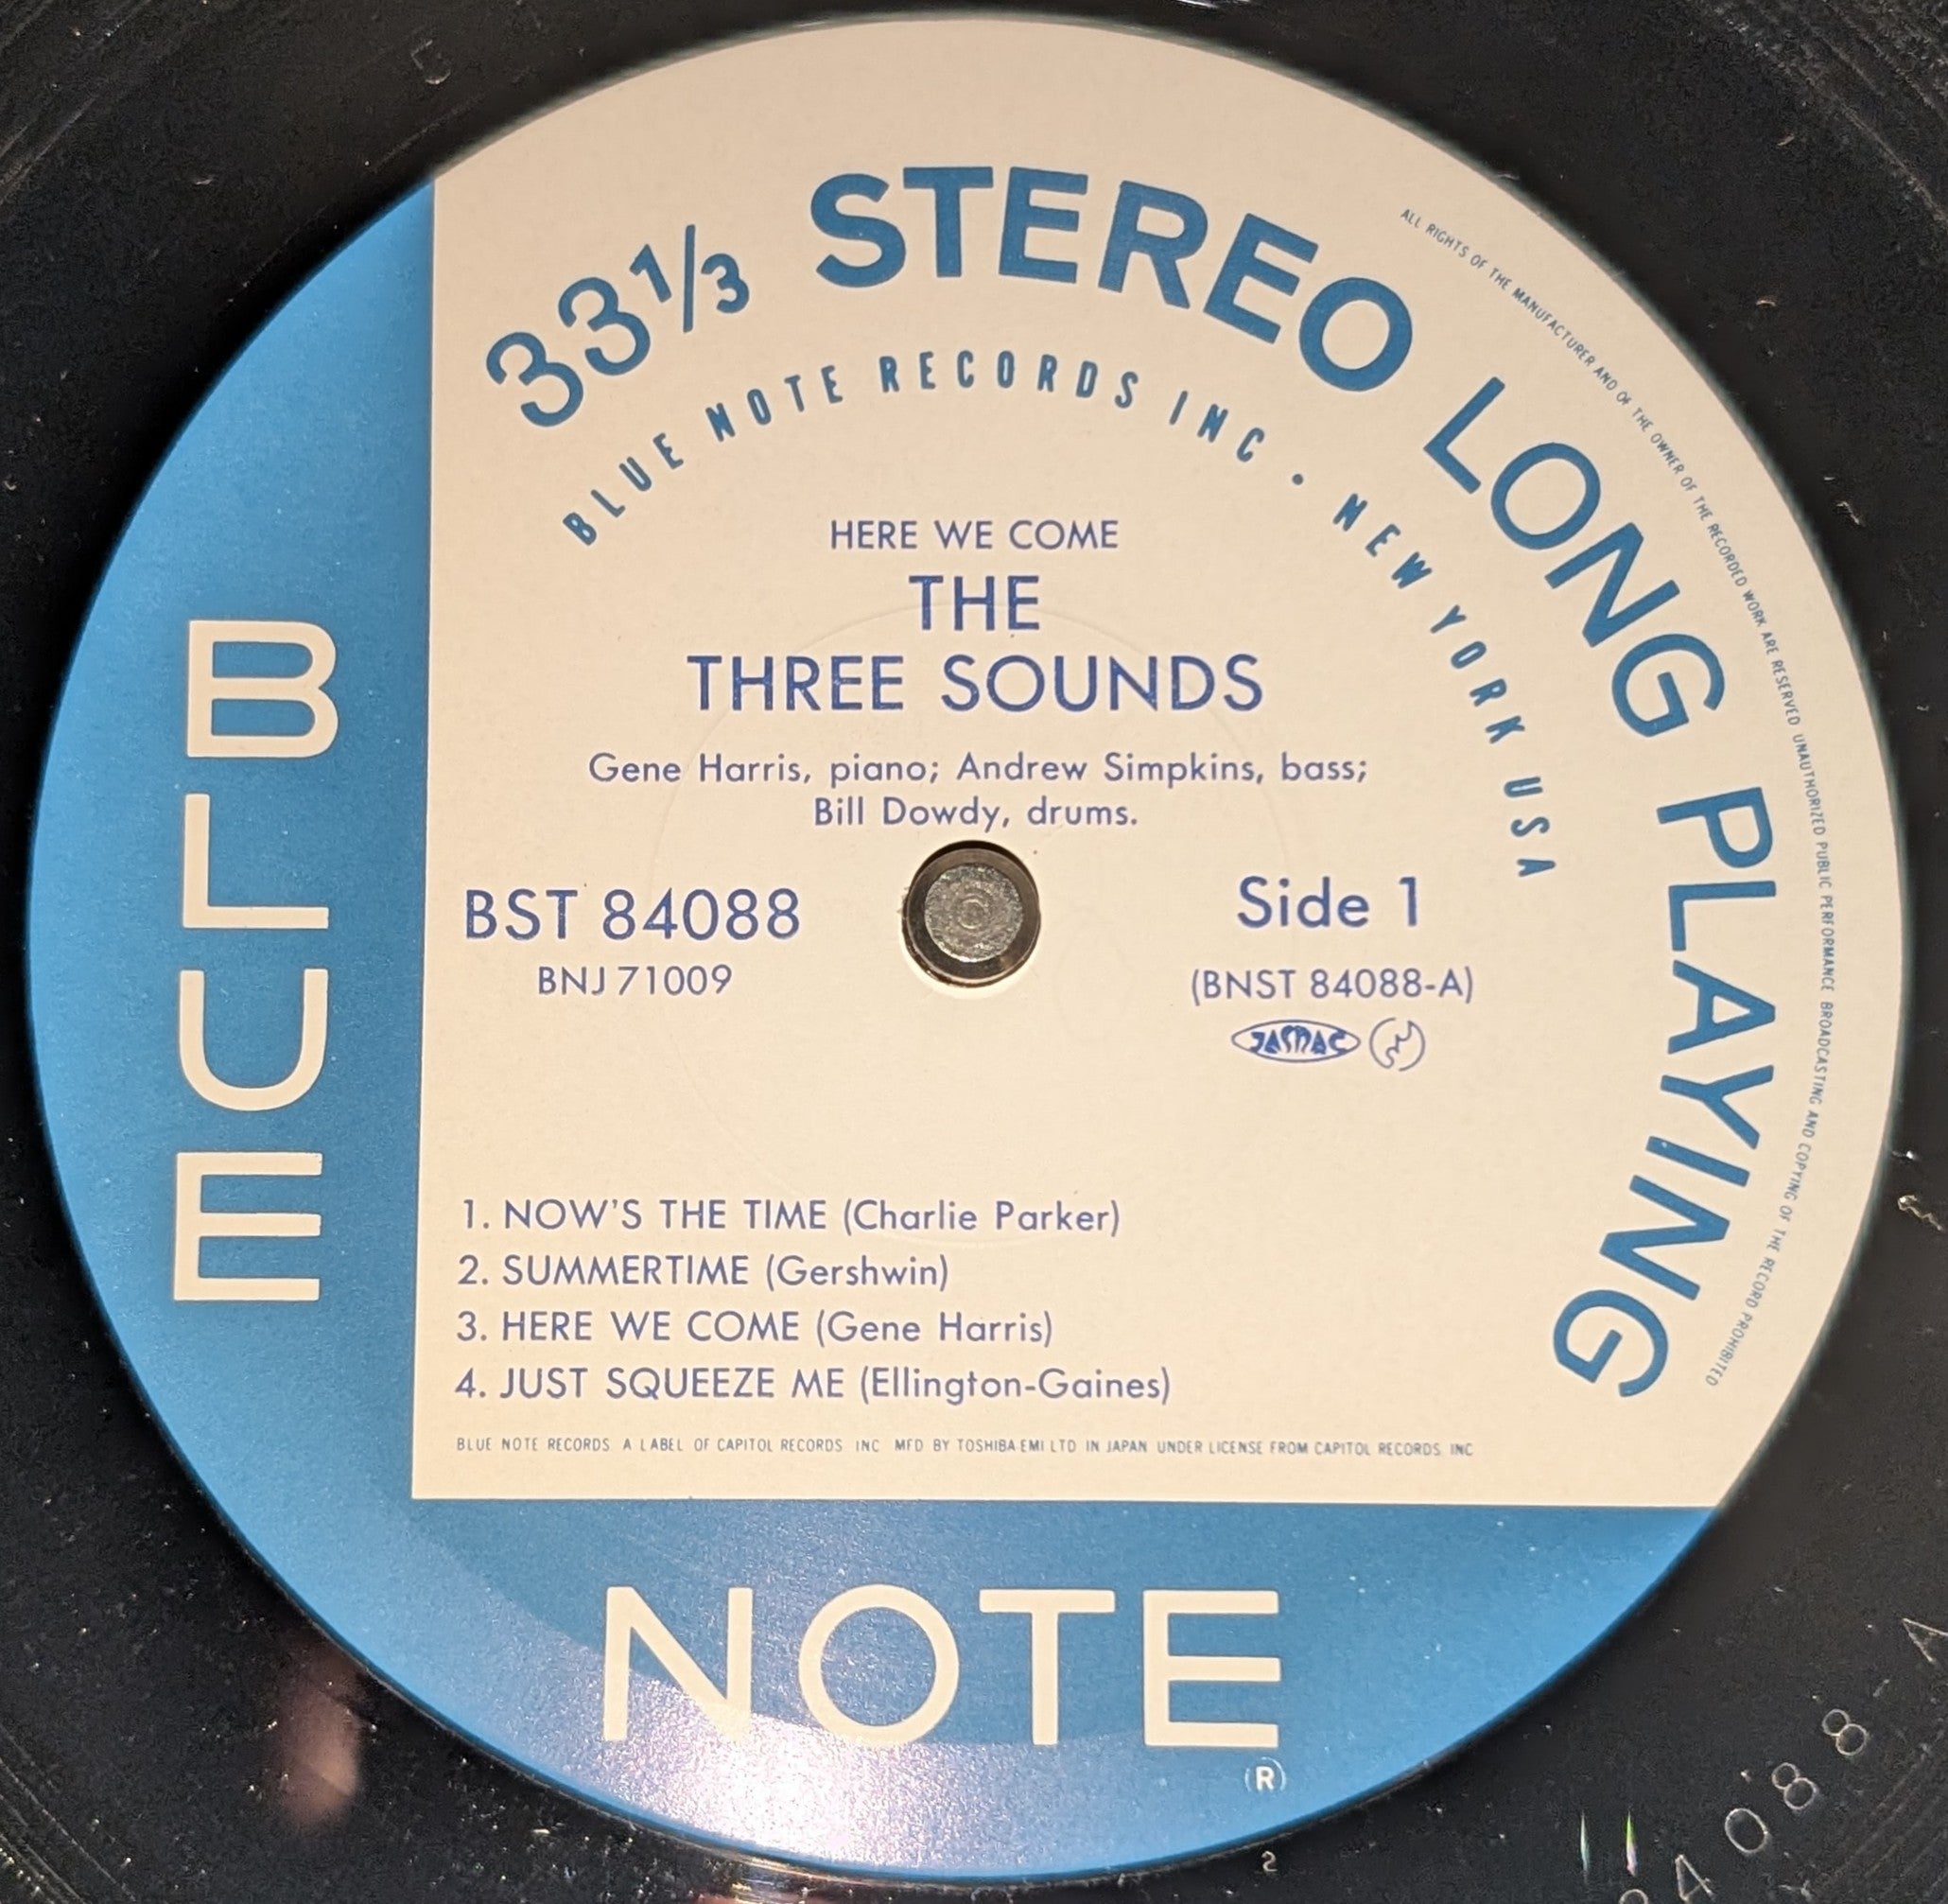 33⅓ STEREO LONG PLAYING
BLUE NOTE RECORDS INC • NEW YORK USA
ALL RIGHTS OF THE MANUFACTURER AND OF THE OWNER OF THE RECORDED WORK ARE RESERVED UNAUTHORIZED PUBLIC PERFORMANCE BROADCASTING AND COPYING OF THE RECORD PROHIBITED
HERE WE COME
THE
THREE SOUNDS
Gene Harris, piano; Andrew Simpkins, bass;
Bill Dowdy, drums.
BST 84088
BNJ 71009
Side 1
(BNST 84088-A)
JASRAC
1. NOW'S THE TIME (Charlie Parker)
2. SUMMERTIME (Gershwin)
3. HERE WE COME (Gene Harris)
4. JUST SQUEEZE ME (Ellington-Gaines)
BLUE NOTE RECORDS A LABEL OF CAPITOL RECORDS INC MFD BY TOSHIBA-EMI LTD IN JAPAN UNDER LICENSE FROM CAPITOL RECORDS INC
BLUE
NOTE
®
2
84088 A